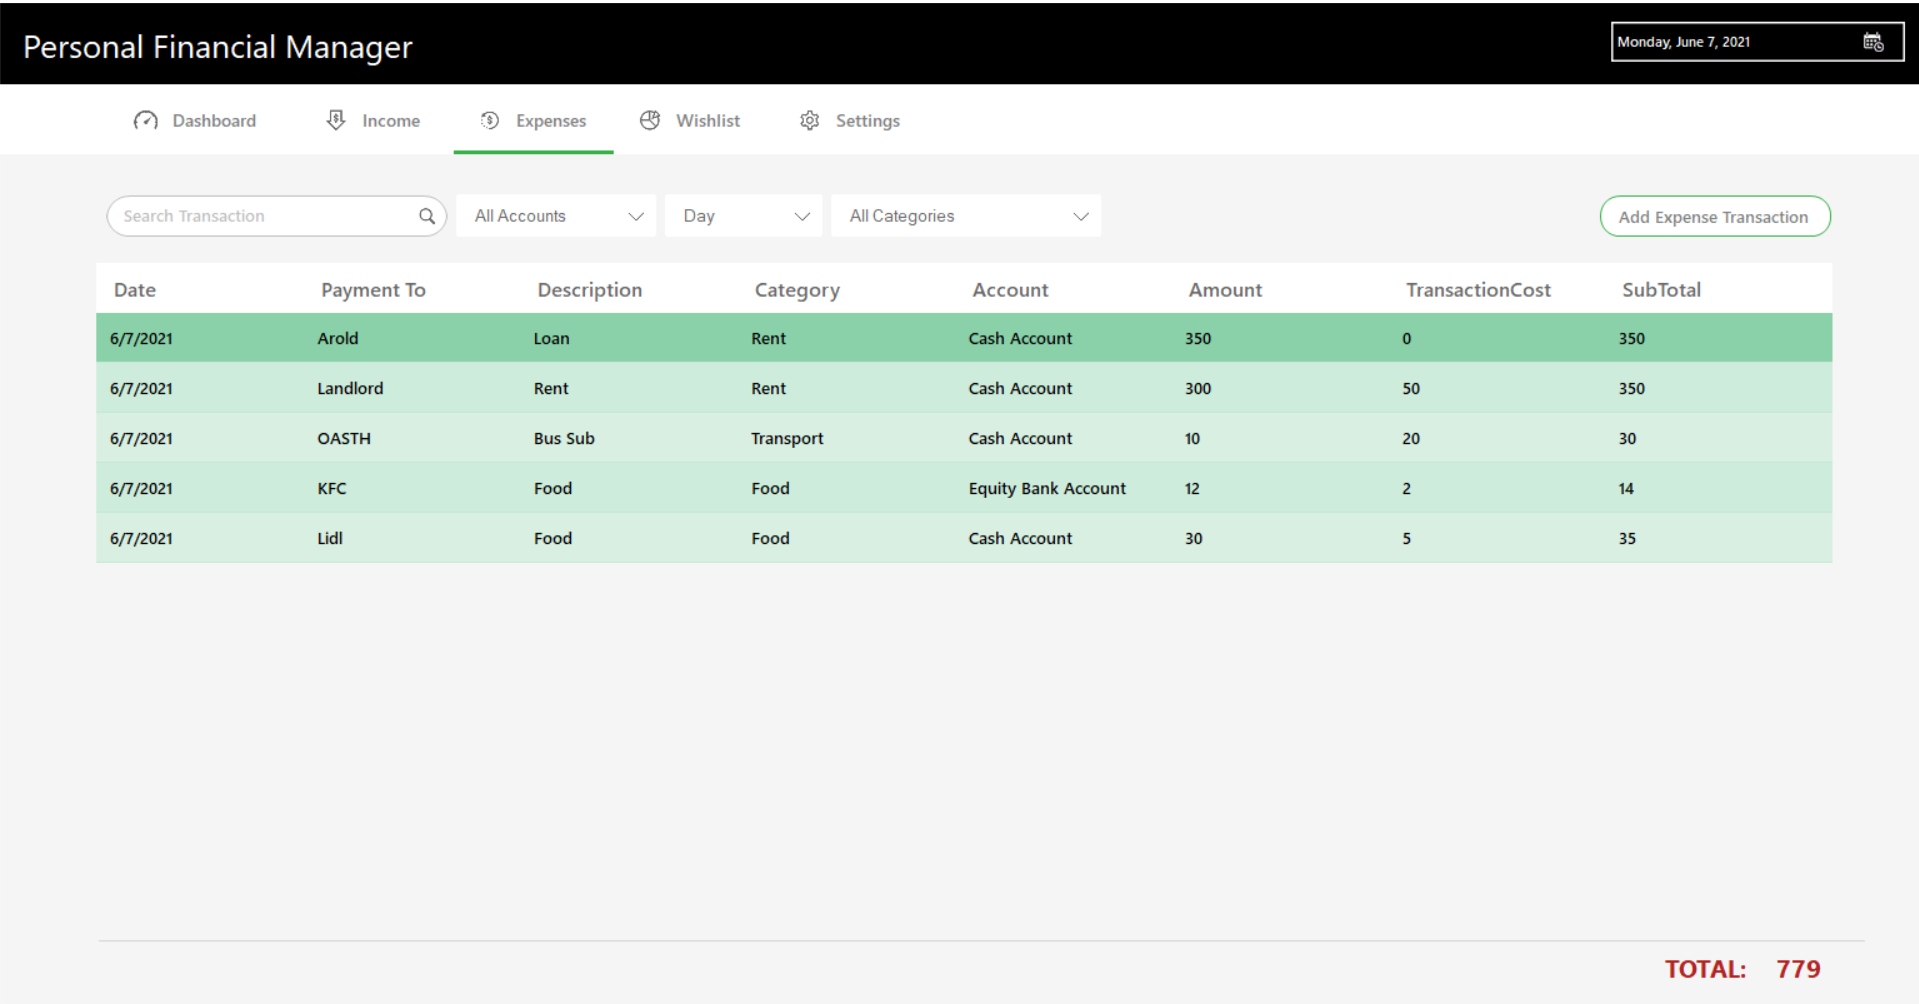 Personal Financial Manager
Monday, June 7, 2021
Dashboard Income Expenses Wishlist Settings
Search Transaction All Accounts Day All Categories Add Expense Transaction
Date Payment To Description Category Account Amount TransactionCost SubTotal
6/7/2021 Arold Loan Rent Cash Account 350 0 350
6/7/2021 Landlord Rent Rent Cash Account 300 50 350
6/7/2021 OASTH Bus Sub Transport Cash Account 10 20 30
6/7/2021 KFC Food Food Equity Bank Account 12 2 14
6/7/2021 Lidl Food Food Cash Account 30 5 35
TOTAL: 779